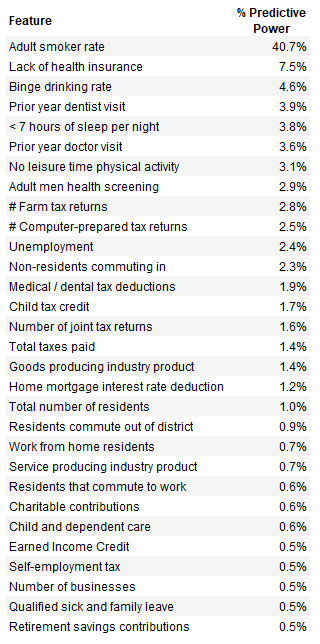 Feature % Predictive
Power
Adult smoker rate 40.7%
Lack of health insurance 7.5%
Binge drinking rate 4.6%
Prior year dentist visit 3.9%
< 7 hours of sleep per night 3.8%
Prior year doctor visit 3.6%
No leisure time physical activity 3.1%
Adult men health screening 2.9%
# Farm tax returns 2.8%
# Computer-prepared tax returns 2.5%
Unemployment 2.4%
Non-residents commuting in 2.3%
Medical / dental tax deductions 1.9%
Child tax credit 1.7%
Number of joint tax returns 1.6%
Total taxes paid 1.4%
Goods producing industry product 1.4%
Home mortgage interest rate deduction 1.2%
Total number of residents 1.0%
Residents commute out of district 0.9%
Work from home residents 0.7%
Service producing industry product 0.7%
Residents that commute to work 0.6%
Charitable contributions 0.6%
Child and dependent care 0.6%
Earned Income Credit 0.5%
Self-employment tax 0.5%
Number of businesses 0.5%
Qualified sick and family leave 0.5%
Retirement savings contributions 0.5%